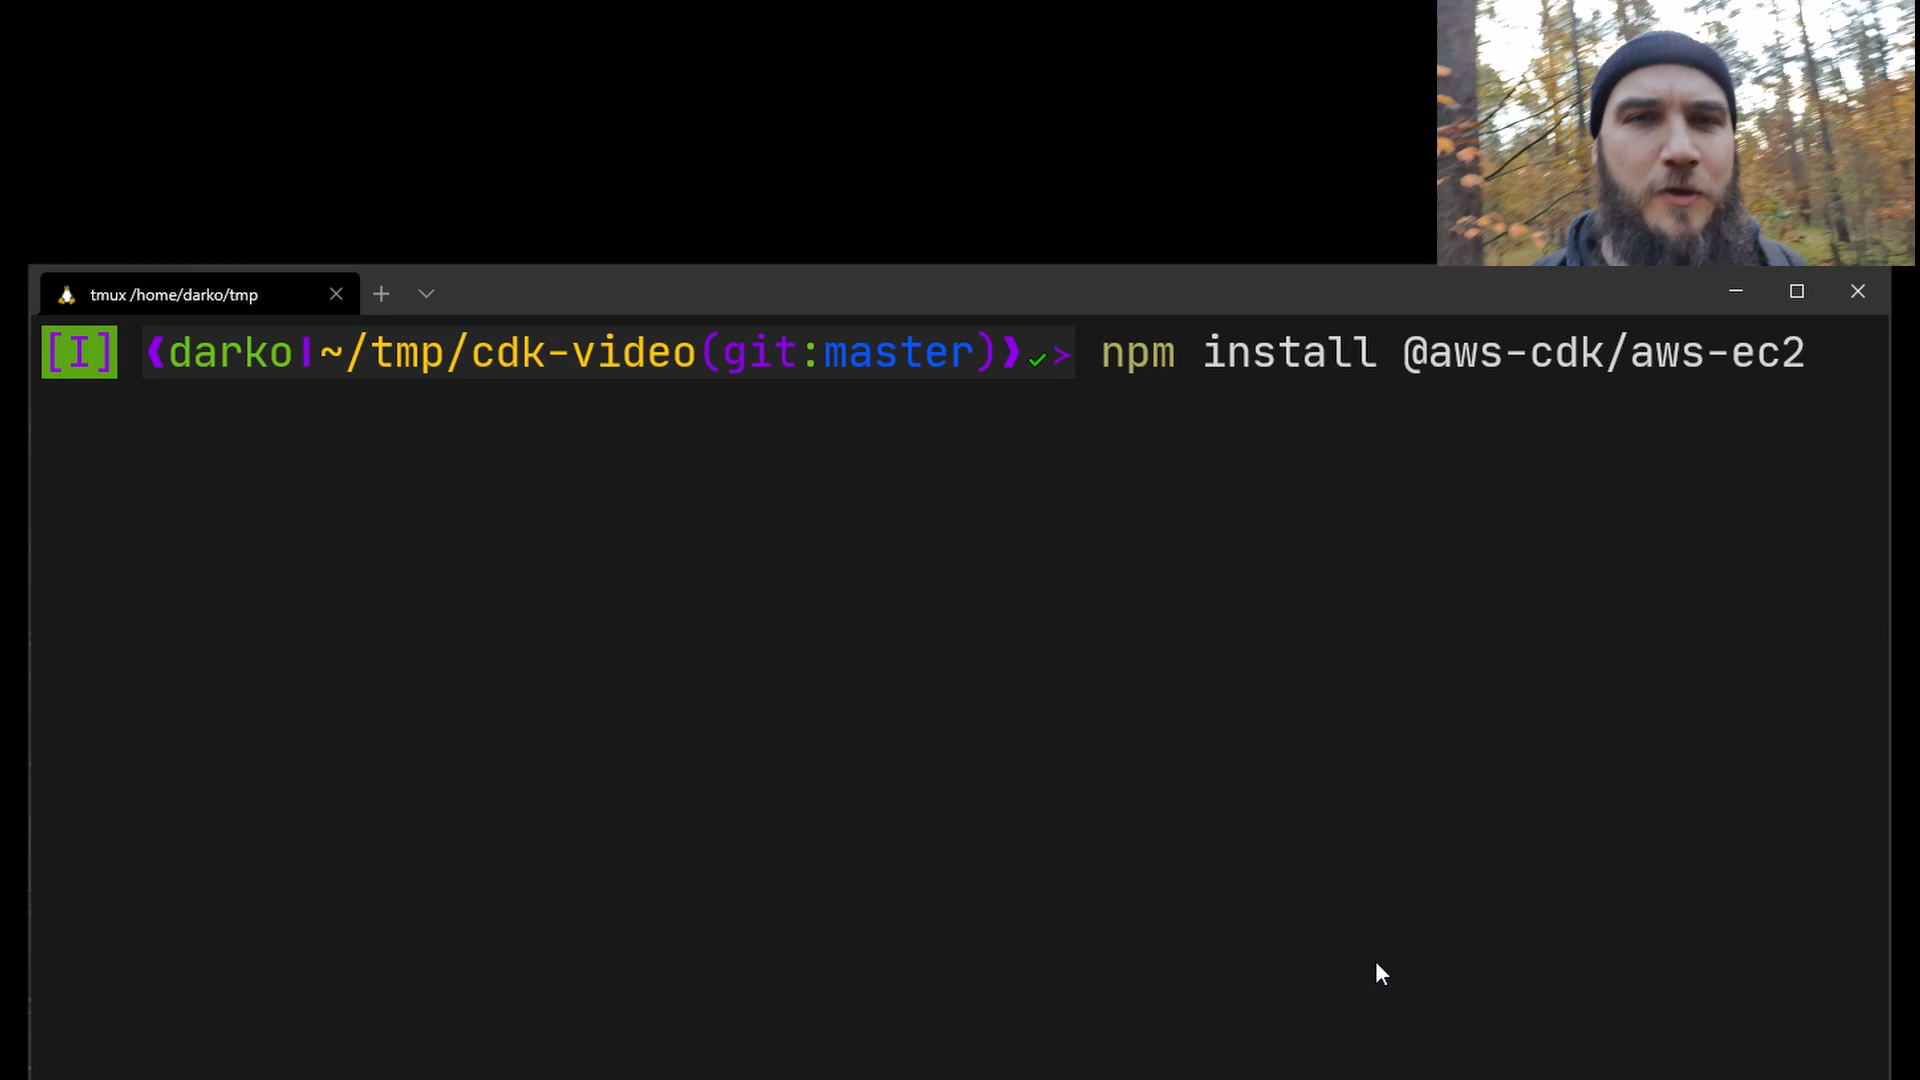 tmux /home/darko/tmp
[I] ❰darko|~/tmp/cdk-video(git:master)❱✓> npm install @aws-cdk/aws-ec2